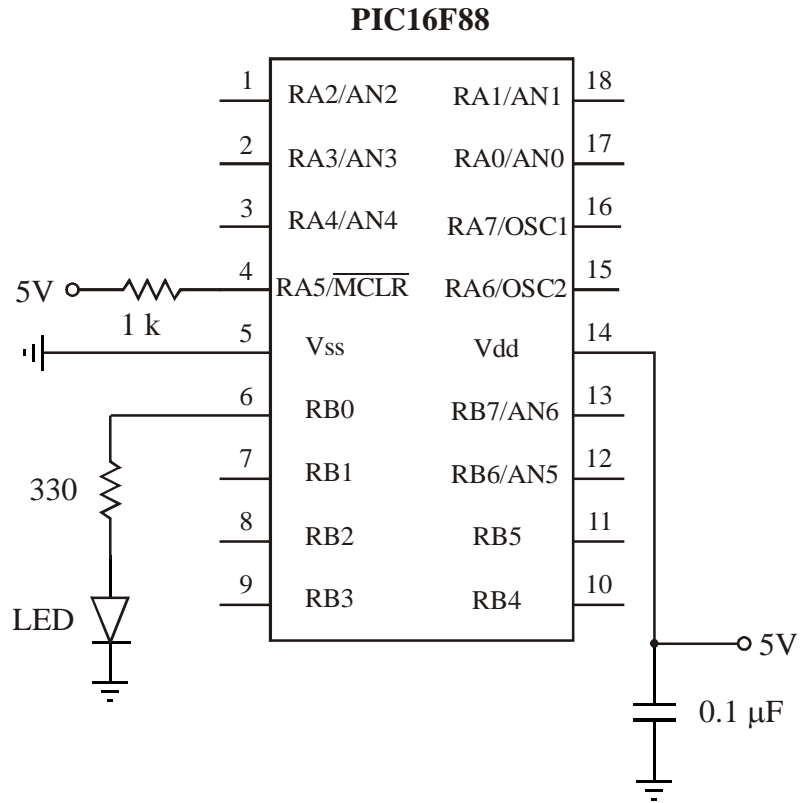 PIC16F88
1 RA2/AN2 RA1/AN1 18
2 RA3/AN3 RA0/AN0 17
3 RA4/AN4 RA7/OSC1 16
5V 4 RA5/MCLR RA6/OSC2 15
1 k
5 Vss Vdd 14
6 RB0 RB7/AN6 13
330 7 RB1 RB6/AN5 12
8 RB2 RB5 11
9 RB3 RB4 10
LED
5V
0.1 μF